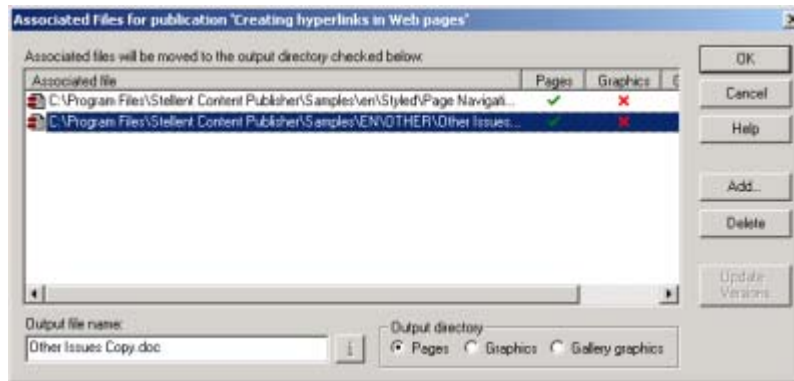 Associated Files for publication 'Creating hyperlinks in Web pages'
Associated files will be moved to the output directory checked below.
Associated file Pages Graphics G
C:\Program Files\Stellent Content Publisher\Samples\en\Styled\Page Navigati...
C:\Program Files\Stellent Content Publisher\Samples\EN\OTHER\Other Issues...
OK
Cancel
Help
Add...
Delete
Update
Versions
Output file name:
Other Issues Copy.doc
i
Output directory
Pages Graphics Gallery graphics